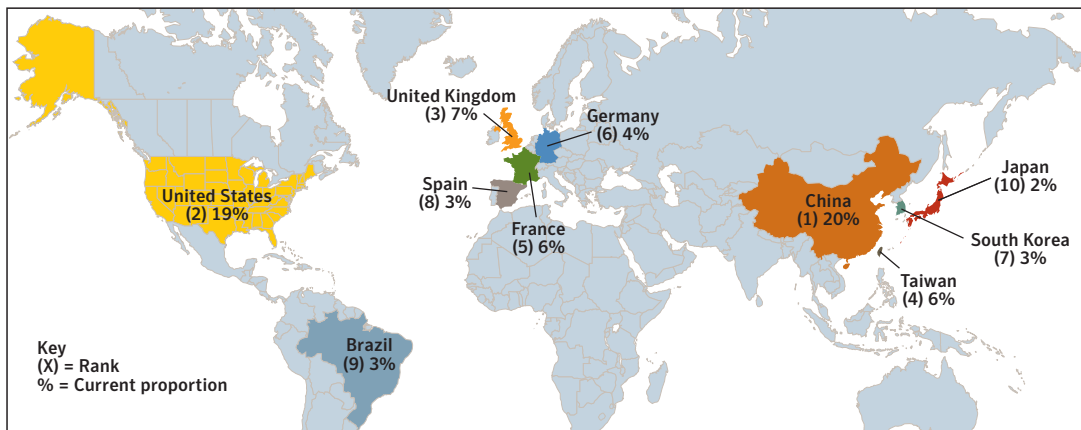 United Kingdom
(3) 7%
Germany
(6) 4%
United States
(2) 19%
Spain
(8) 3%
France
(5) 6%
China
(1) 20%
Japan
(10) 2%
South Korea
(7) 3%
Taiwan
(4) 6%
Brazil
(9) 3%
Key
(X) = Rank
% = Current proportion